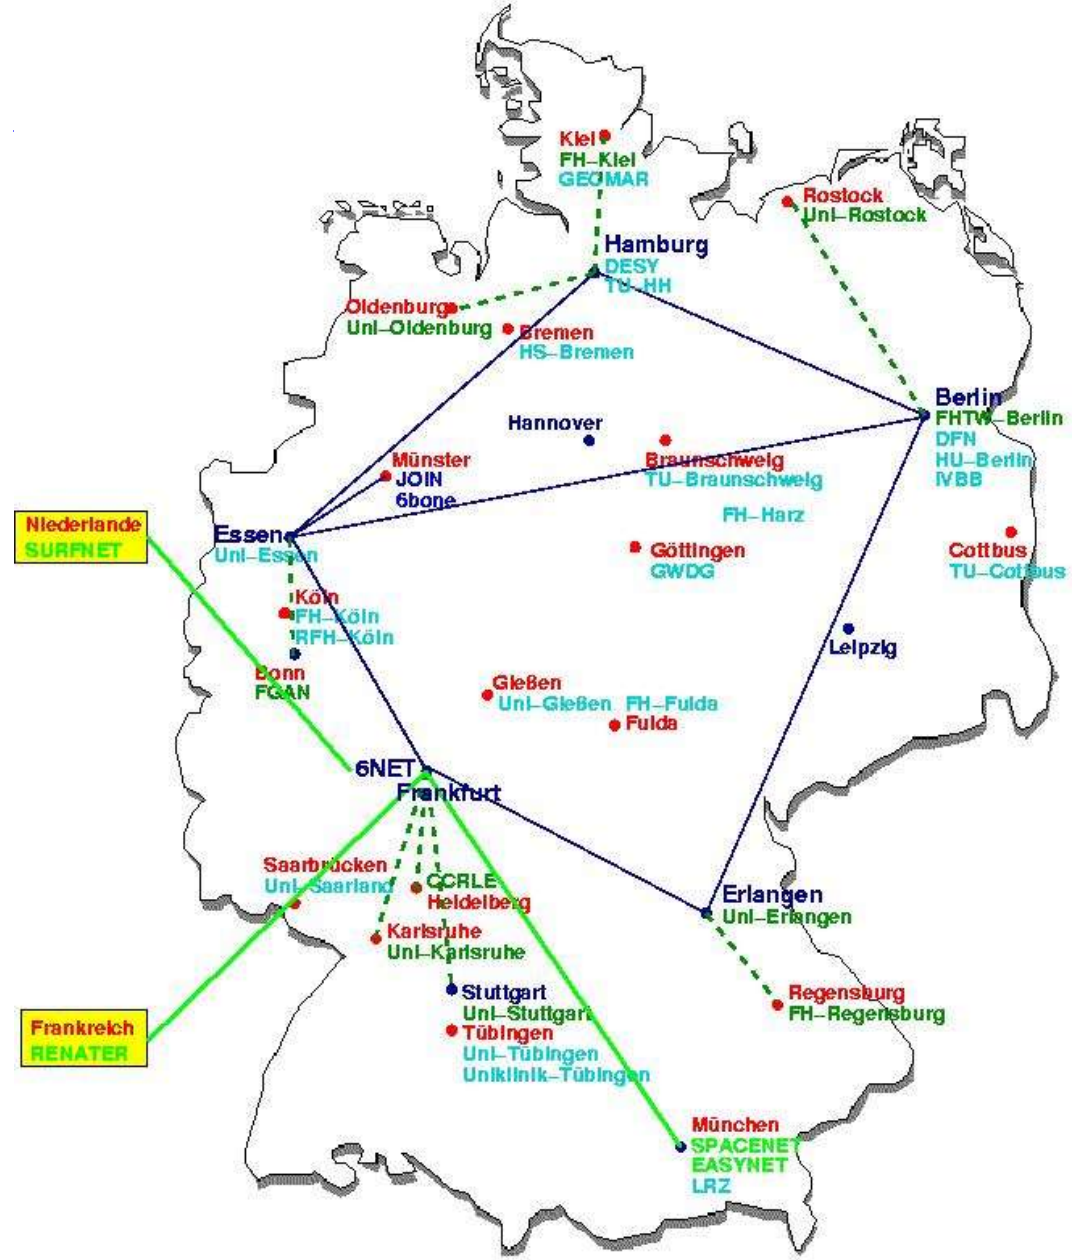 Kiel
FH–Kiel
GEOMAR
Rostock
Uni–Rostock
Hamburg
DESY
TU–HH
Oldenburg
Uni–Oldenburg
Bremen
HS–Bremen
Berlin
FHTW–Berlin
DFN
HU–Berlin
IVBB
Hannover
Münster
JOIN
6bone
Braunschweig
TU–Braunschweig
FH–Harz
Niederlande
SURFNET
Essen
Uni–Essen
Göttingen
GWDG
Cottbus
TU–Cottbus
Köln
FH–Köln
RFH–Köln
Leipzig
Bonn
FGAN
Gießen
Uni–Gießen
FH–Fulda
Fulda
6NET
Frankfurt
Saarbrücken
Uni–Saarland
CCRLE
Heidelberg
Erlangen
Uni–Erlangen
Karlsruhe
Uni–Karlsruhe
Stuttgart
Uni–Stuttgart
Regensburg
FH–Regensburg
Frankreich
RENATER
Tübingen
Uni–Tübingen
Uniklinik–Tübingen
München
SPACENET
EASYNET
LRZ